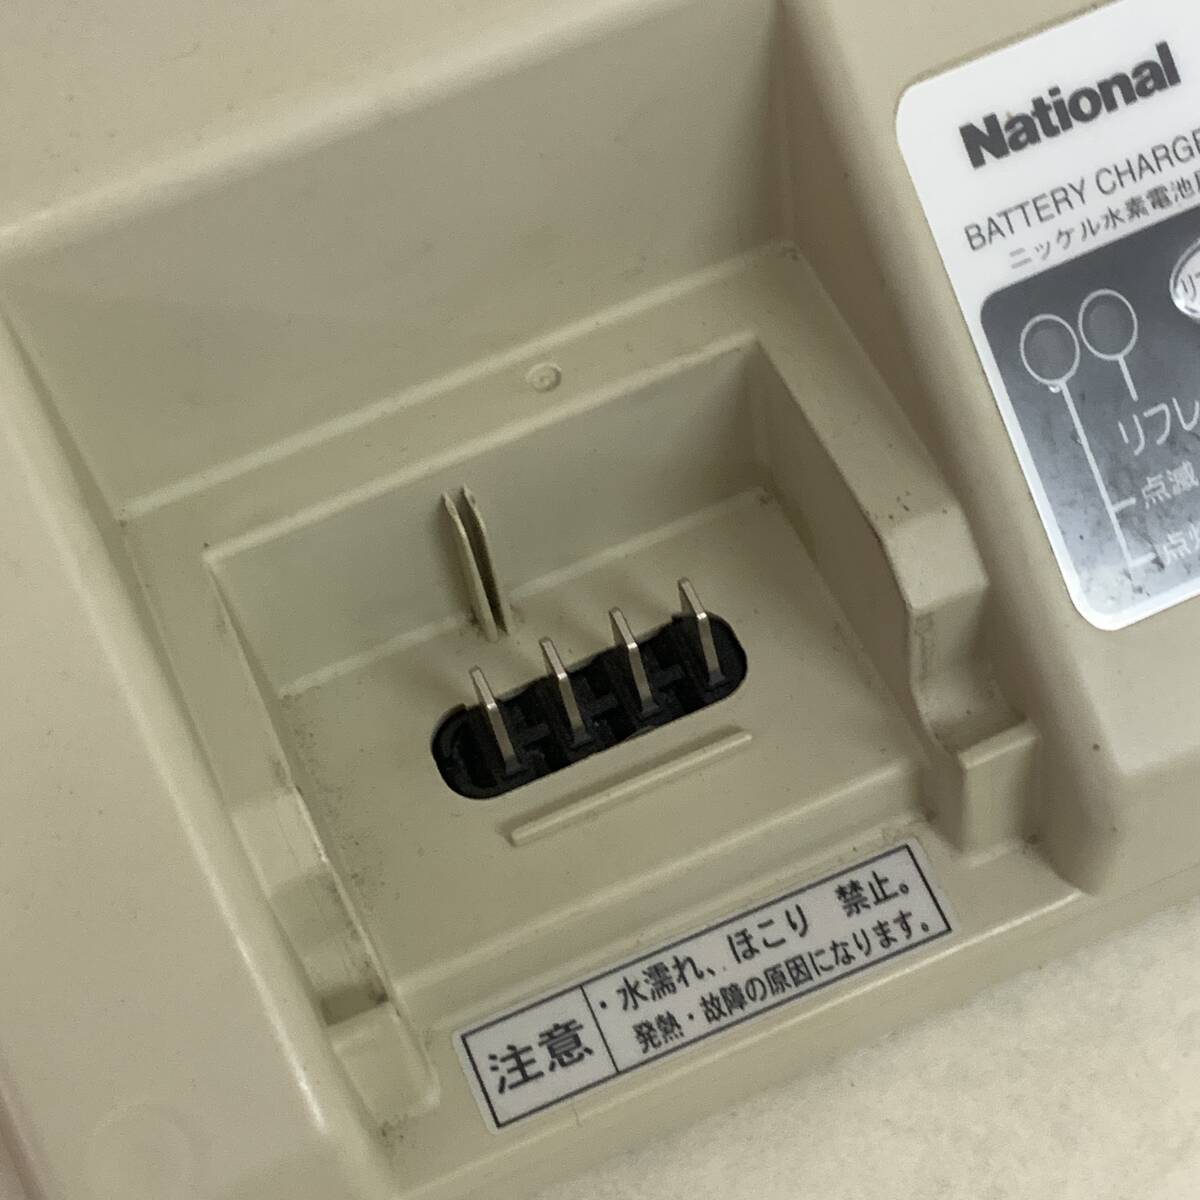 National
BATTERY CHARGE
ニッケル水素電池
リフレ
点滅
注意
・水濡れ、ほこり 禁止。
発熱・故障の原因になります。